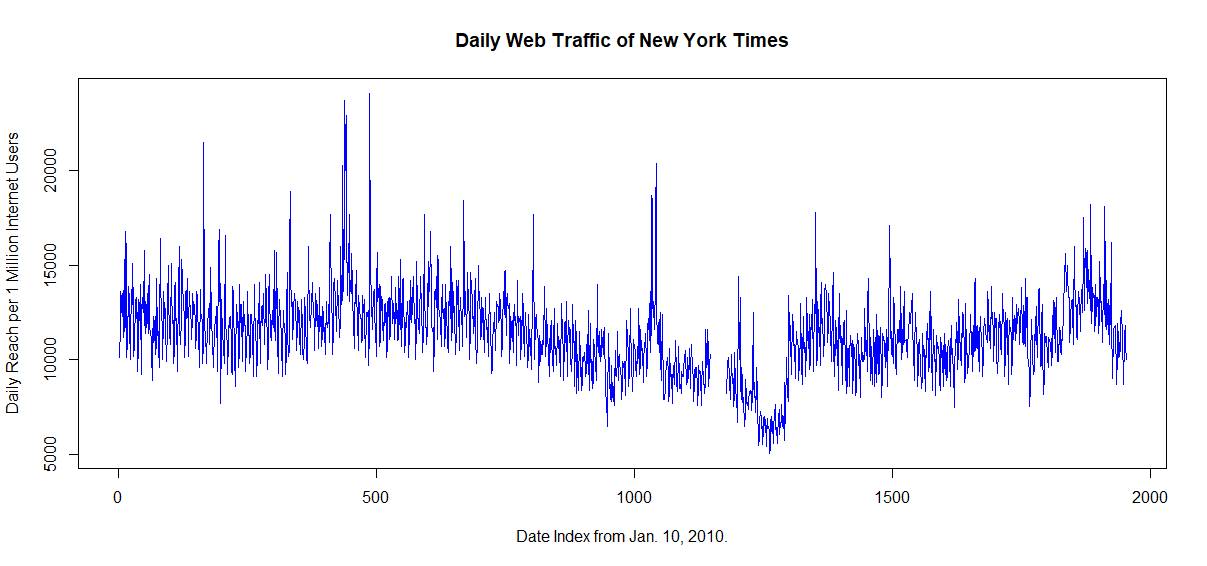 Daily Web Traffic of New York Times
Daily Reach per 1 Million Internet Users
20000
15000
10000
5000
0 500 1000 1500 2000
Date Index from Jan. 10, 2010.